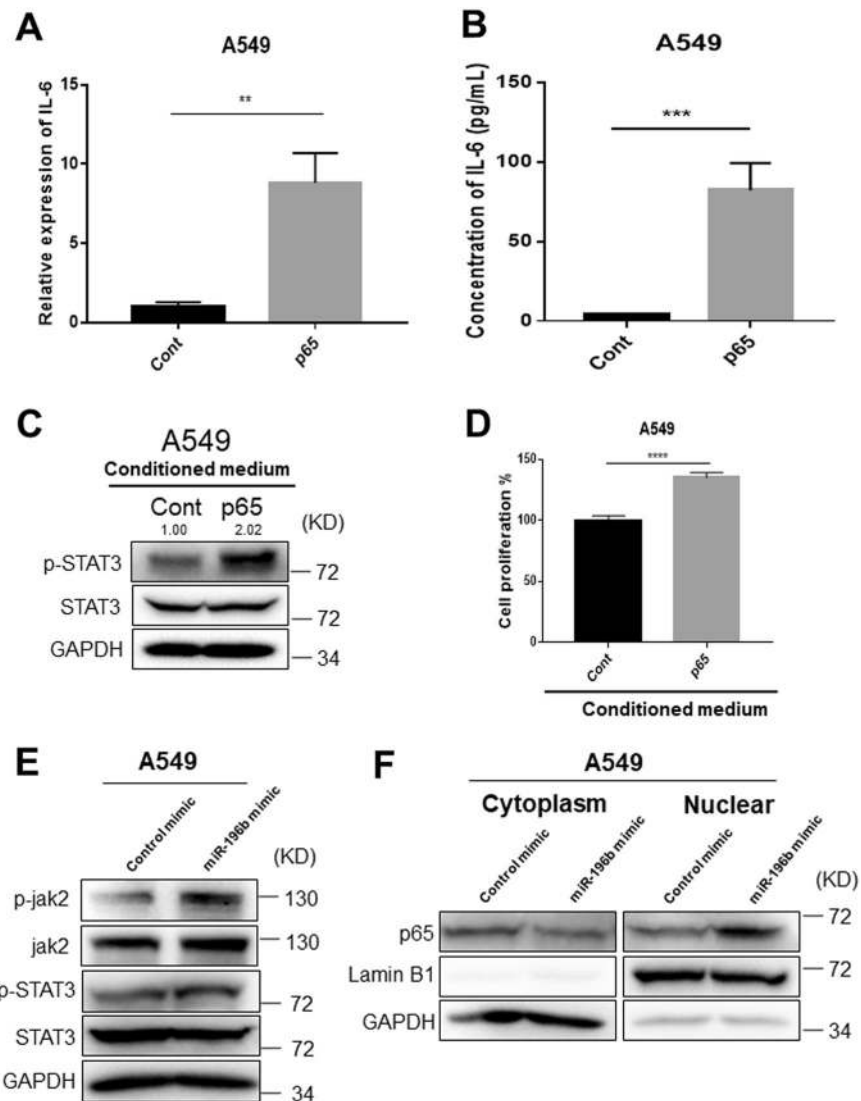 A
A549
Relative expression of IL-6
15
10
5
0
**
Cont
p65
B
A549
Concentration of IL-6 (pg/mL)
150
100
50
0
***
Cont
p65
C
A549
Conditioned medium
Cont p65 (KD)
1.00 2.02
p-STAT3 72
STAT3 72
GAPDH 34
D
A549
Cell proliferation %
150
100
50
0
****
Cont
p65
Conditioned medium
E
A549
Control mimic
miR-196b mimic
(KD)
p-jak2 130
jak2 130
p-STAT3 72
STAT3 72
GAPDH 34
F
A549
Cytoplasm Nuclear
Control mimic
miR-196b mimic
Control mimic
miR-196b mimic
(KD)
p65 72
Lamin B1 72
GAPDH 34